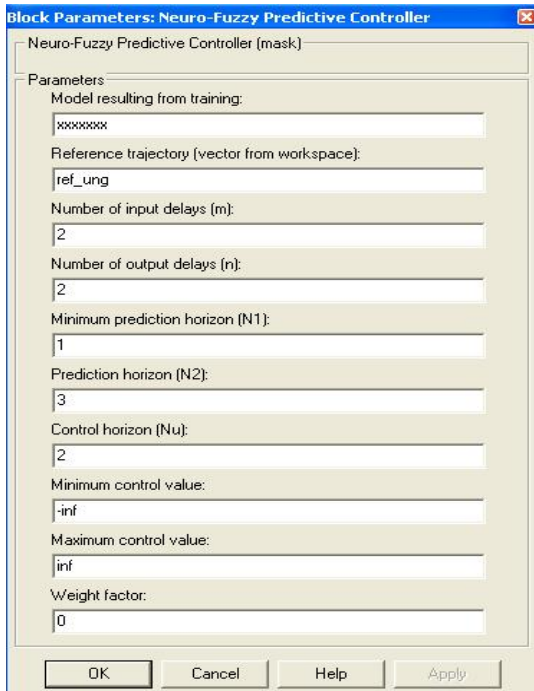 Block Parameters: Neuro-Fuzzy Predictive Controller
Neuro-Fuzzy Predictive Controller (mask)
Parameters
Model resulting from training:
xxxxxxx
Reference trajectory (vector from workspace):
ref_ung
Number of input delays (m):
2
Number of output delays (n):
2
Minimum prediction horizon (N1):
1
Prediction horizon (N2):
3
Control horizon (Nu):
2
Minimum control value:
-inf
Maximum control value:
inf
Weight factor:
0
OK Cancel Help Apply